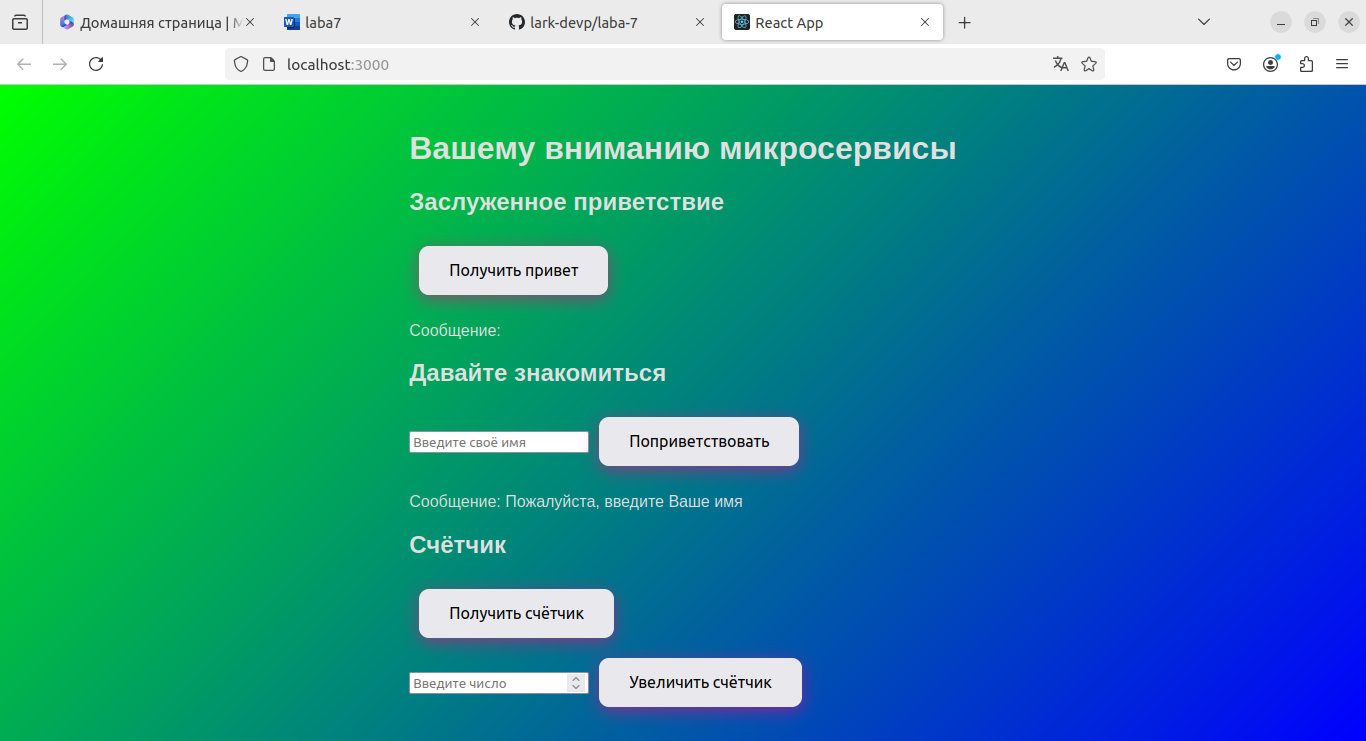 Домашняя страница | M
laba7
lark-devp/laba-7
React App
localhost:3000
Вашему вниманию микросервисы
Заслуженное приветствие
Получить привет
Сообщение:
Давайте знакомиться
Введите своё имя
Поприветствовать
Сообщение: Пожалуйста, введите Ваше имя
Счётчик
Получить счётчик
Введите число
Увеличить счётчик